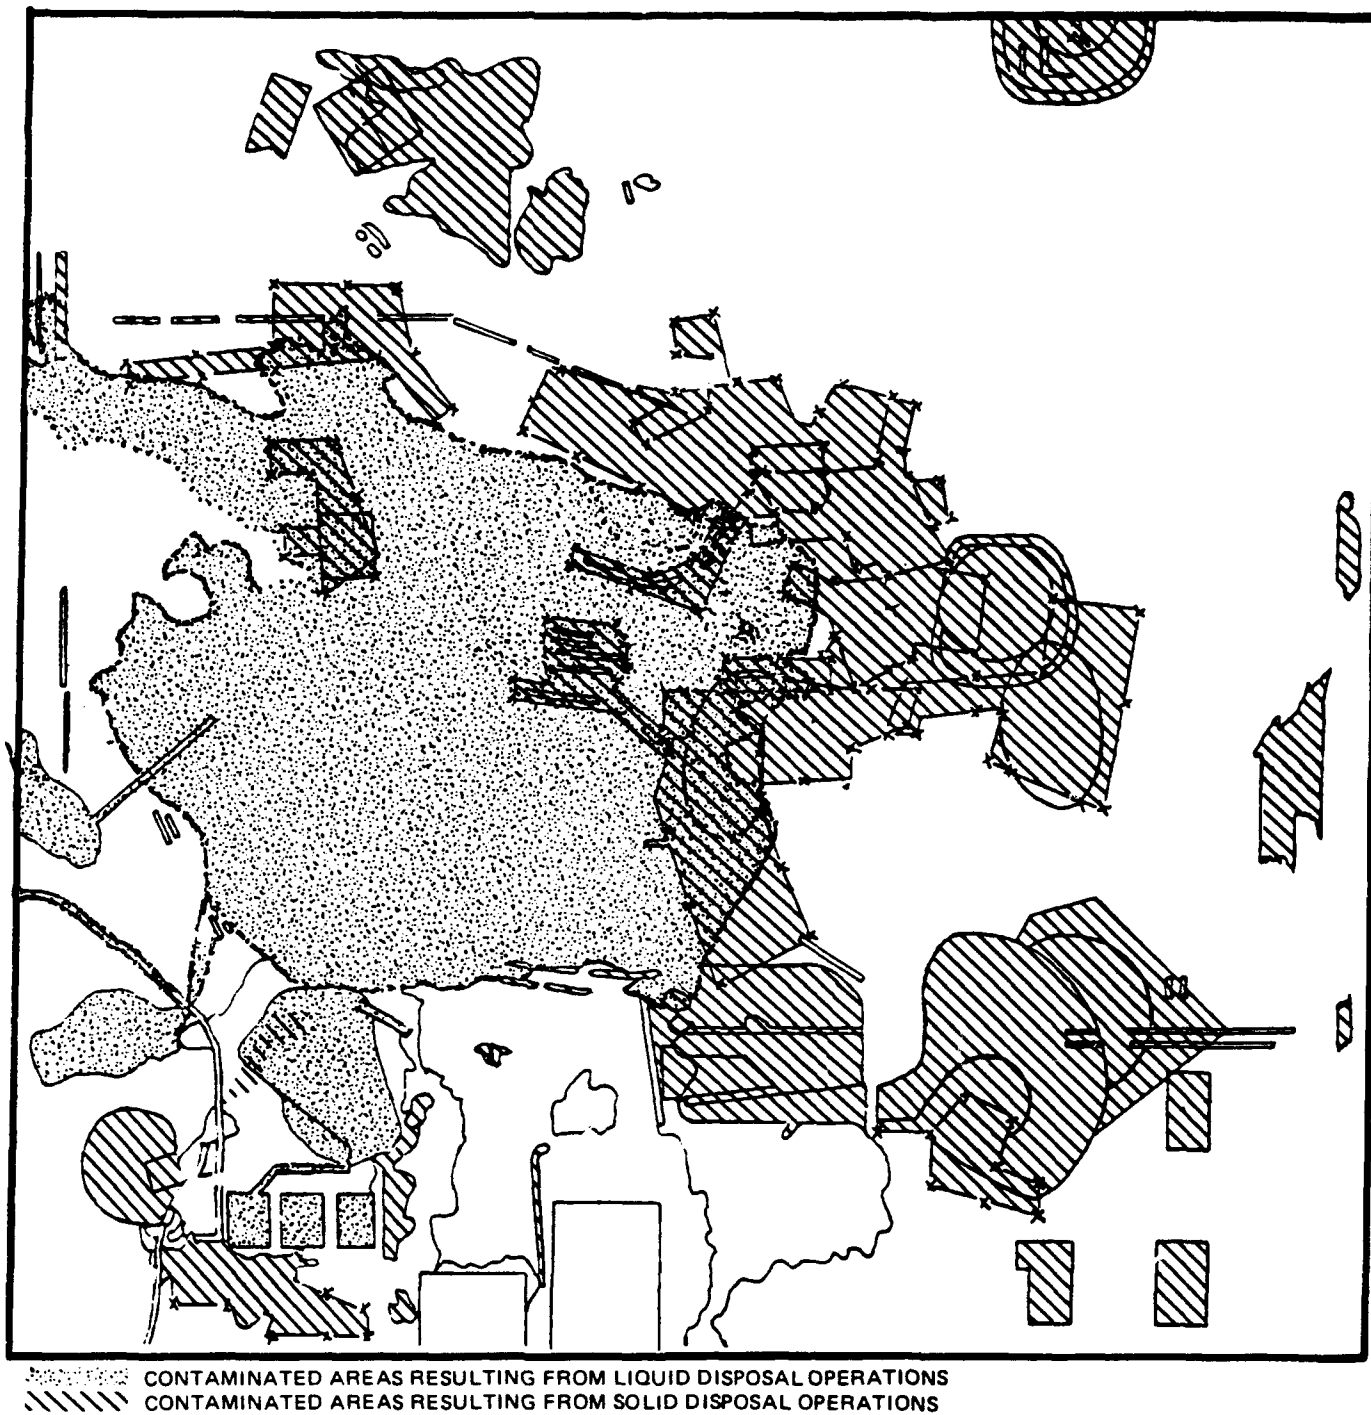 CONTAMINATED AREAS RESULTING FROM LIQUID DISPOSAL OPERATIONS
CONTAMINATED AREAS RESULTING FROM SOLID DISPOSAL OPERATIONS